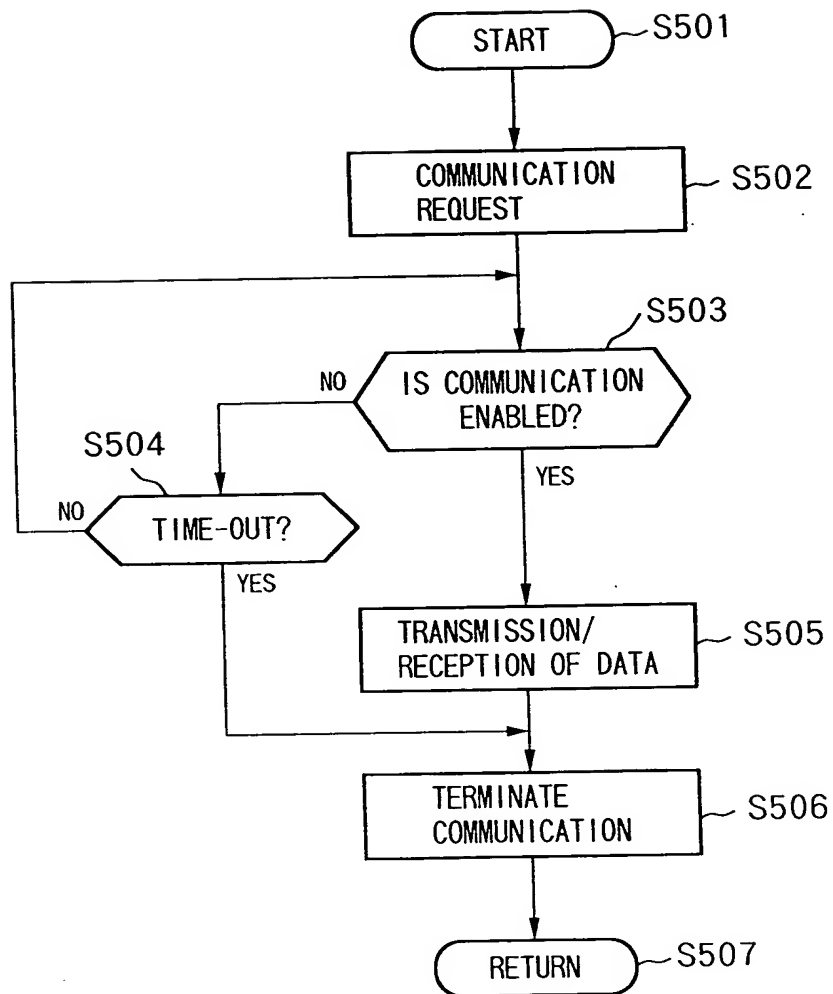 START
S501
COMMUNICATION
REQUEST
S502
S503
IS COMMUNICATION
ENABLED?
NO
YES
S504
TIME-OUT?
NO
YES
TRANSMISSION/
RECEPTION OF DATA
S505
TERMINATE
COMMUNICATION
S506
RETURN
S507